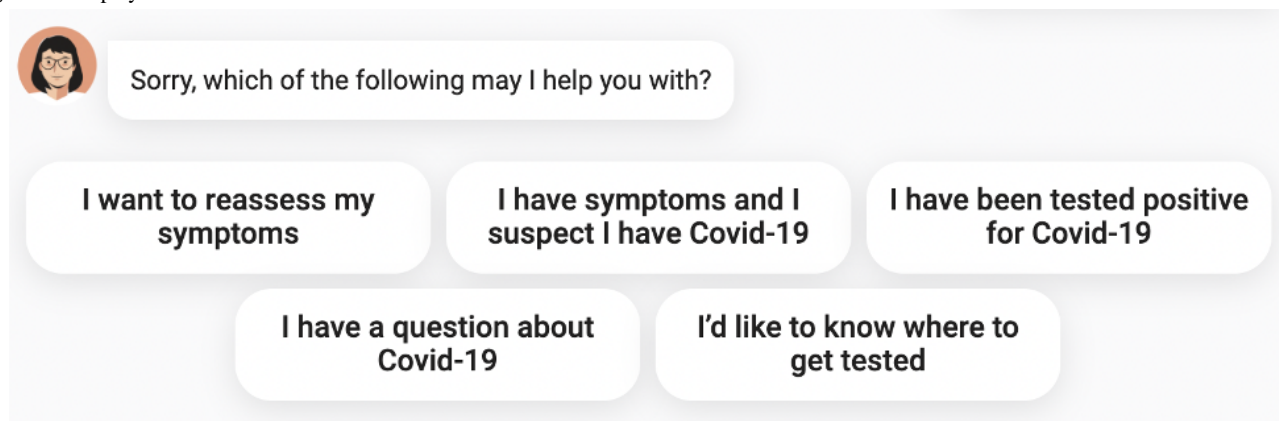 Sorry, which of the following may I help you with?
I want to reassess my
symptoms
I have symptoms and I
suspect I have Covid-19
I have been tested positive
for Covid-19
I have a question about
Covid-19
I’d like to know where to
get tested